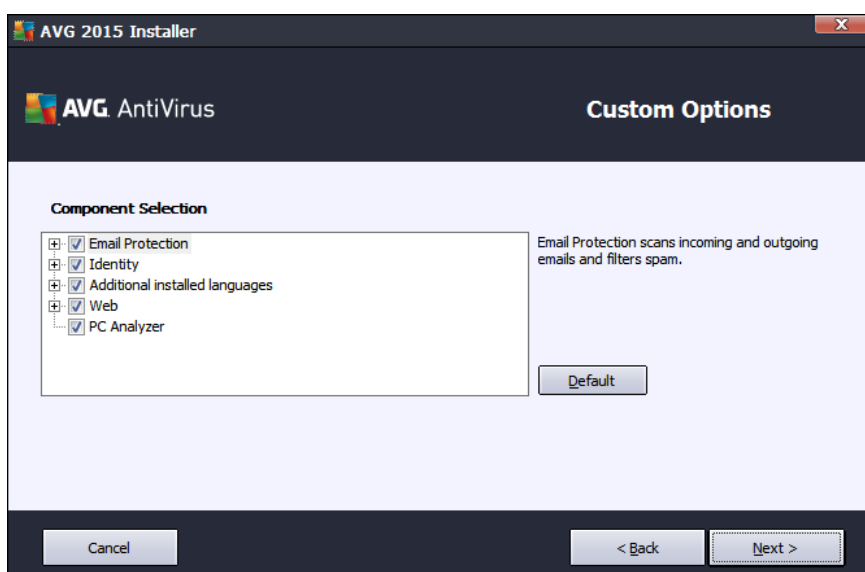 AVG 2015 Installer
X
AVG. AntiVirus
Custom Options
Component Selection
Email Protection
Identity
Additional installed languages
Web
PC Analyzer
Email Protection scans incoming and outgoing
emails and filters spam.
Default
Cancel
< Back
Next >